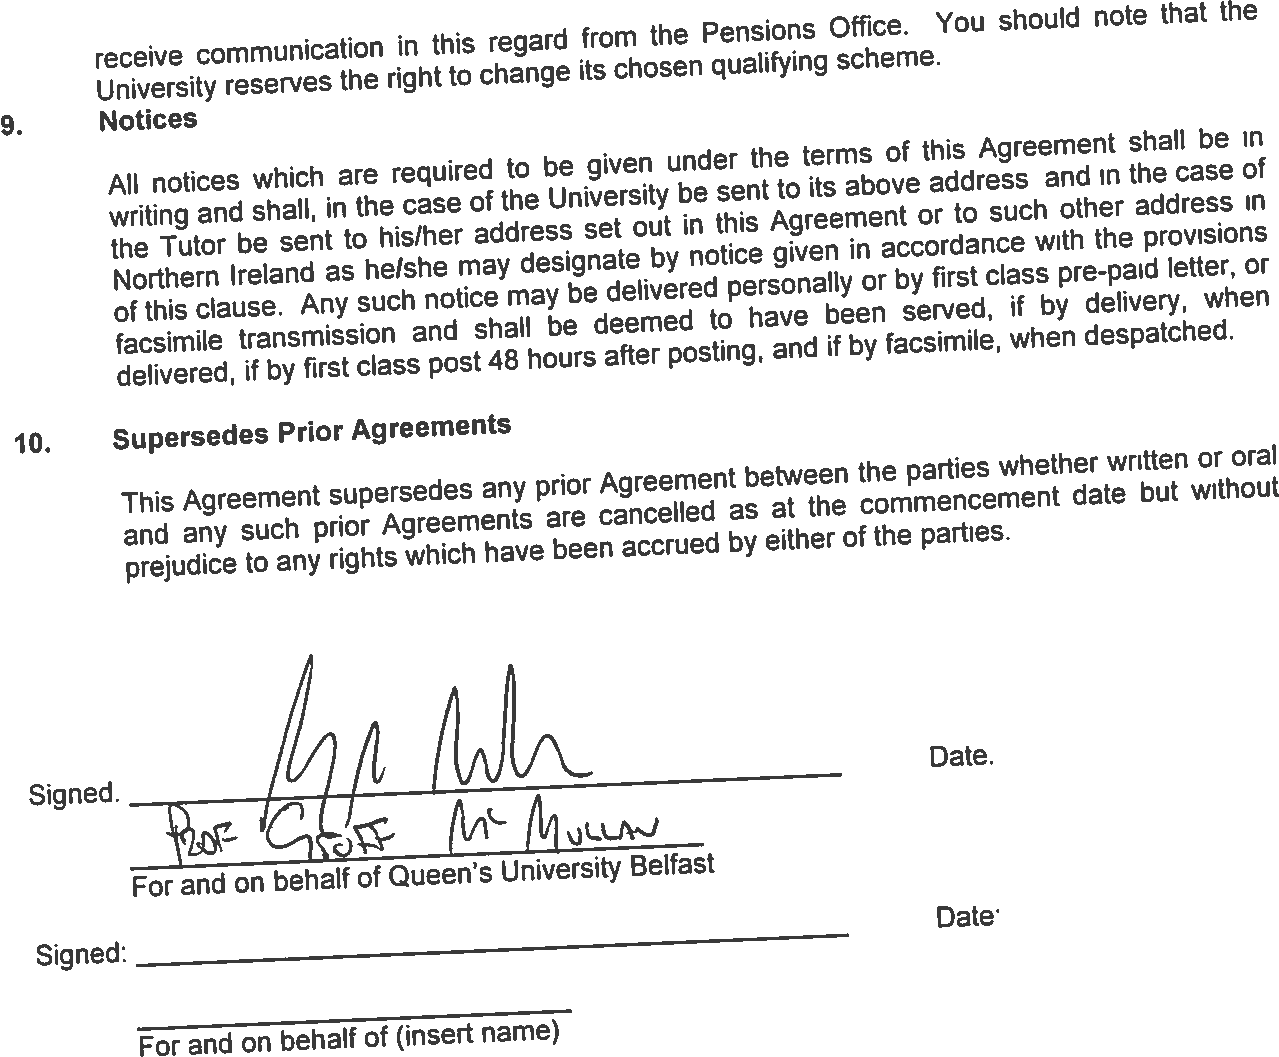 receive communication in this regard from the Pensions Office. You should note that the
University reserves the right to change its chosen qualifying scheme.
9. Notices
All notices which are required to be given under the terms of this Agreement shall be in
writing and shall, in the case of the University be sent to its above address and in the case of
the Tutor be sent to his/her address set out in this Agreement or to such other address in
Northern Ireland as he/she may designate by notice given in accordance with the provisions
of this clause. Any such notice may be delivered personally or by first class pre-paid letter, or
facsimile transmission and shall be deemed to have been served, if by delivery, when
delivered, if by first class post 48 hours after posting, and if by facsimile, when despatched.
10. Supersedes Prior Agreements
This Agreement supersedes any prior Agreement between the parties whether written or oral
and any such prior Agreements are cancelled as at the commencement date but without
prejudice to any rights which have been accrued by either of the parties.
Signed. Date.
PROF GEOFF Mc MULLAN
For and on behalf of Queen's University Belfast
Signed: Date·
For and on behalf of (insert name)